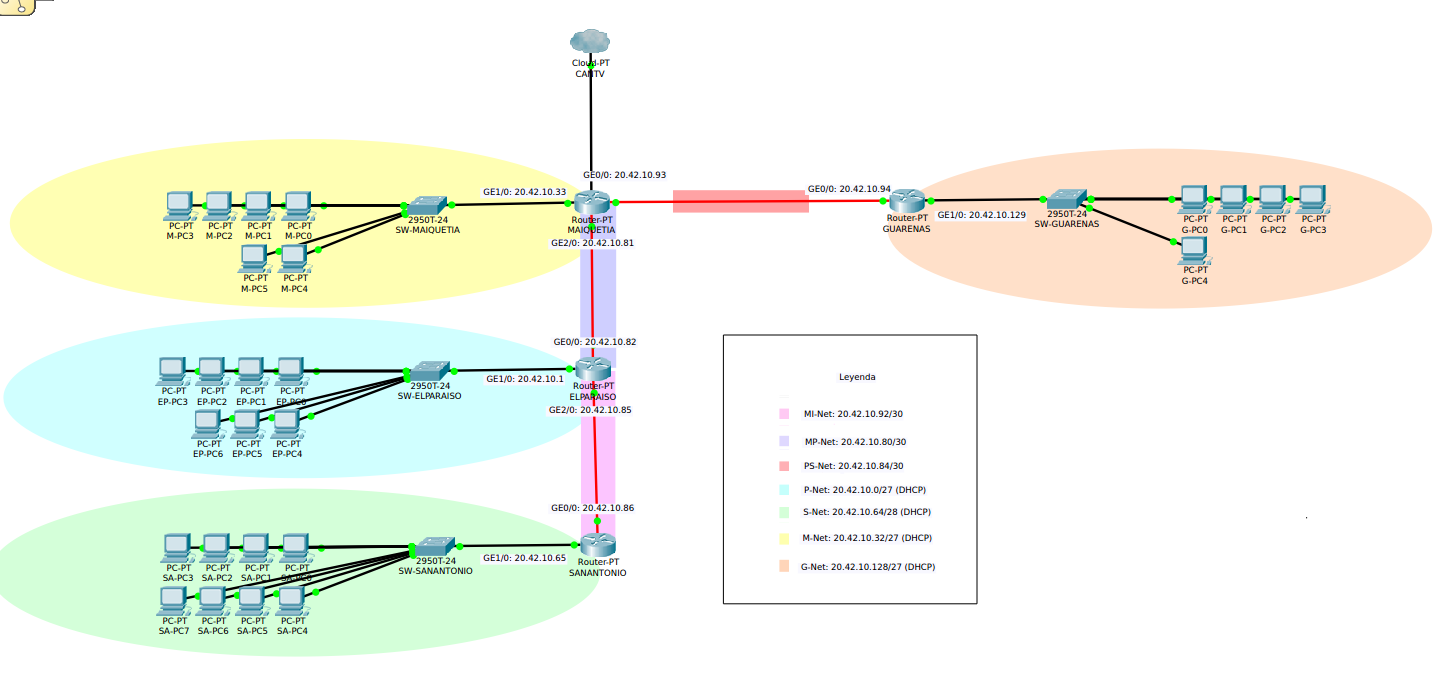 Cloud-PT
CANTV
GE0/0: 20.42.10.93
GE1/0: 20.42.10.33
Router-PT
MAIQUETIA
GE2/0: 20.42.10.81
2950T-24
SW-MAIQUETIA
PC-PT
M-PC3
PC-PT
M-PC2
PC-PT
M-PC1
PC-PT
M-PC0
PC-PT
M-PC5
PC-PT
M-PC4
GE0/0: 20.42.10.94
Router-PT
GUARENAS
GE1/0: 20.42.10.129
2950T-24
SW-GUARENAS
PC-PT
G-PC0
PC-PT
G-PC1
PC-PT
G-PC2
PC-PT
G-PC3
PC-PT
G-PC4
GE0/0: 20.42.10.82
GE1/0: 20.42.10.1
Router-PT
ELPARAISO
GE2/0: 20.42.10.85
2950T-24
SW-ELPARAISO
PC-PT
EP-PC3
PC-PT
EP-PC2
PC-PT
EP-PC1
PC-PT
EP-PC0
PC-PT
EP-PC6
PC-PT
EP-PC5
PC-PT
EP-PC4
GE0/0: 20.42.10.86
GE1/0: 20.42.10.65
Router-PT
SANANTONIO
2950T-24
SW-SANANTONIO
PC-PT
SA-PC3
PC-PT
SA-PC2
PC-PT
SA-PC1
PC-PT
SA-PC0
PC-PT
SA-PC7
PC-PT
SA-PC6
PC-PT
SA-PC5
PC-PT
SA-PC4
Leyenda
MI-Net: 20.42.10.92/30
MP-Net: 20.42.10.80/30
PS-Net: 20.42.10.84/30
P-Net: 20.42.10.0/27 (DHCP)
S-Net: 20.42.10.64/28 (DHCP)
M-Net: 20.42.10.32/27 (DHCP)
G-Net: 20.42.10.128/27 (DHCP)